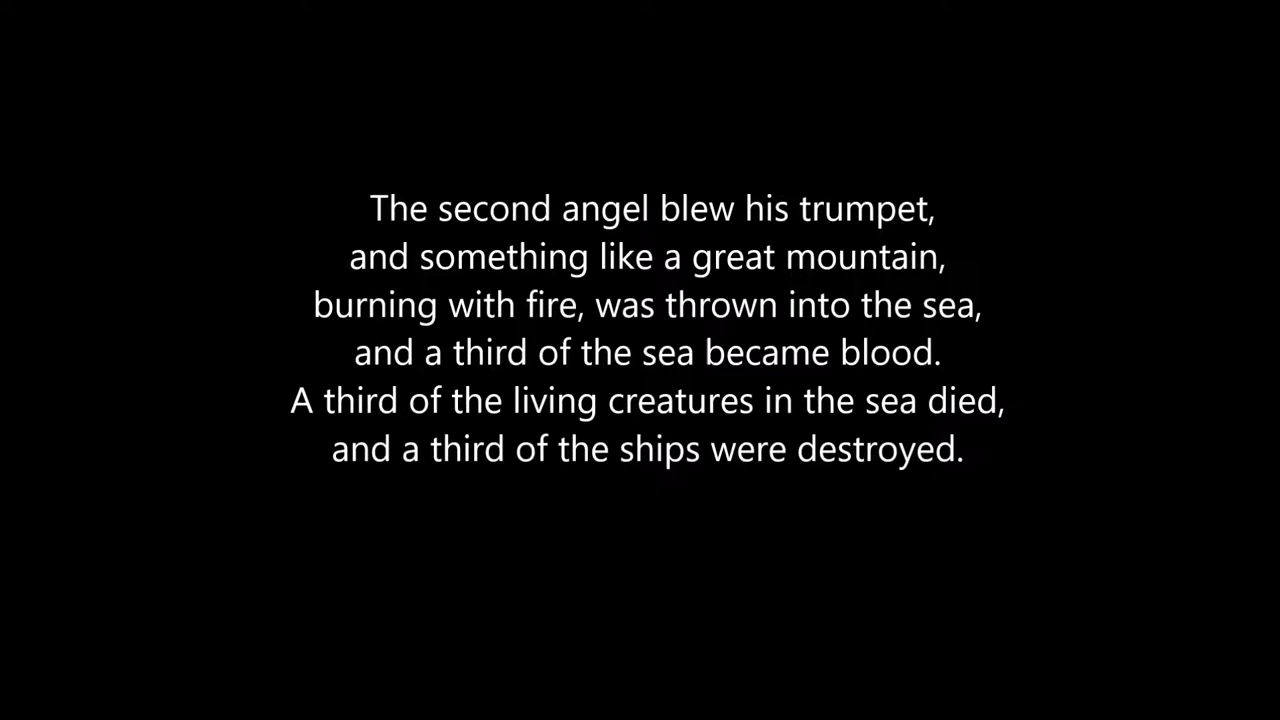 The second angel blew his trumpet,
and something like a great mountain,
burning with fire, was thrown into the sea,
and a third of the sea became blood.
A third of the living creatures in the sea died,
and a third of the ships were destroyed.